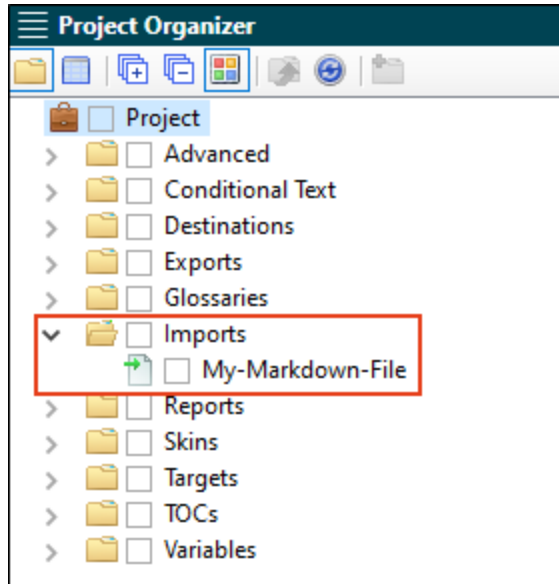 Project Organizer
Project
Advanced
Conditional Text
Destinations
Exports
Glossaries
Imports
My-Markdown-File
Reports
Skins
Targets
TOCs
Variables